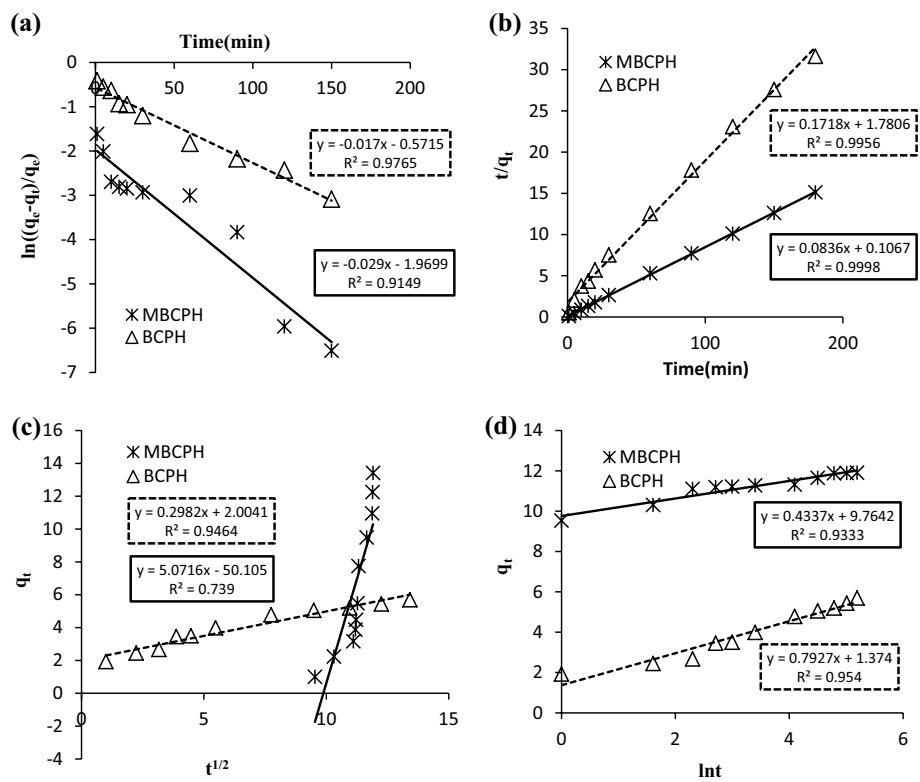 (a)
Time(min)
0
50
100
150
200
0
-1
-2
-3
-4
-5
-6
-7
ln((qe-qt)/qe)
y = -0.017x - 0.5715
R² = 0.9765
y = -0.029x - 1.9699
R² = 0.9149
MBCPH
BCPH
(b)
35
30
25
20
15
10
5
0
t/qt
MBCPH
BCPH
y = 0.1718x + 1.7806
R² = 0.9956
y = 0.0836x + 0.1067
R² = 0.9998
0
100
200
Time(min)
(c)
16
14
12
10
8
6
4
2
0
-2
-4
qt
MBCPH
BCPH
y = 0.2982x + 2.0041
R² = 0.9464
y = 5.0716x - 50.105
R² = 0.739
0
5
10
15
t1/2
(d)
14
12
10
8
6
4
2
0
qt
MBCPH
BCPH
y = 0.4337x + 9.7642
R² = 0.9333
y = 0.7927x + 1.374
R² = 0.954
0
2
4
6
lnt